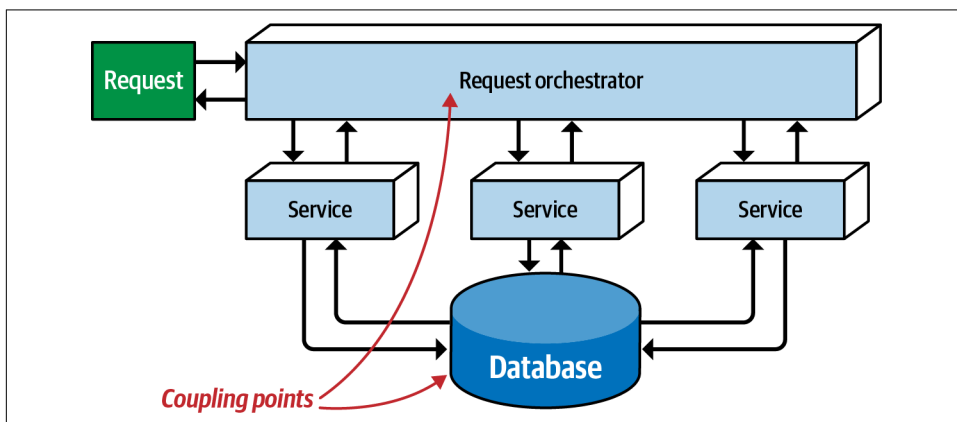 Request
Request orchestrator
Service
Service
Service
Database
Coupling points